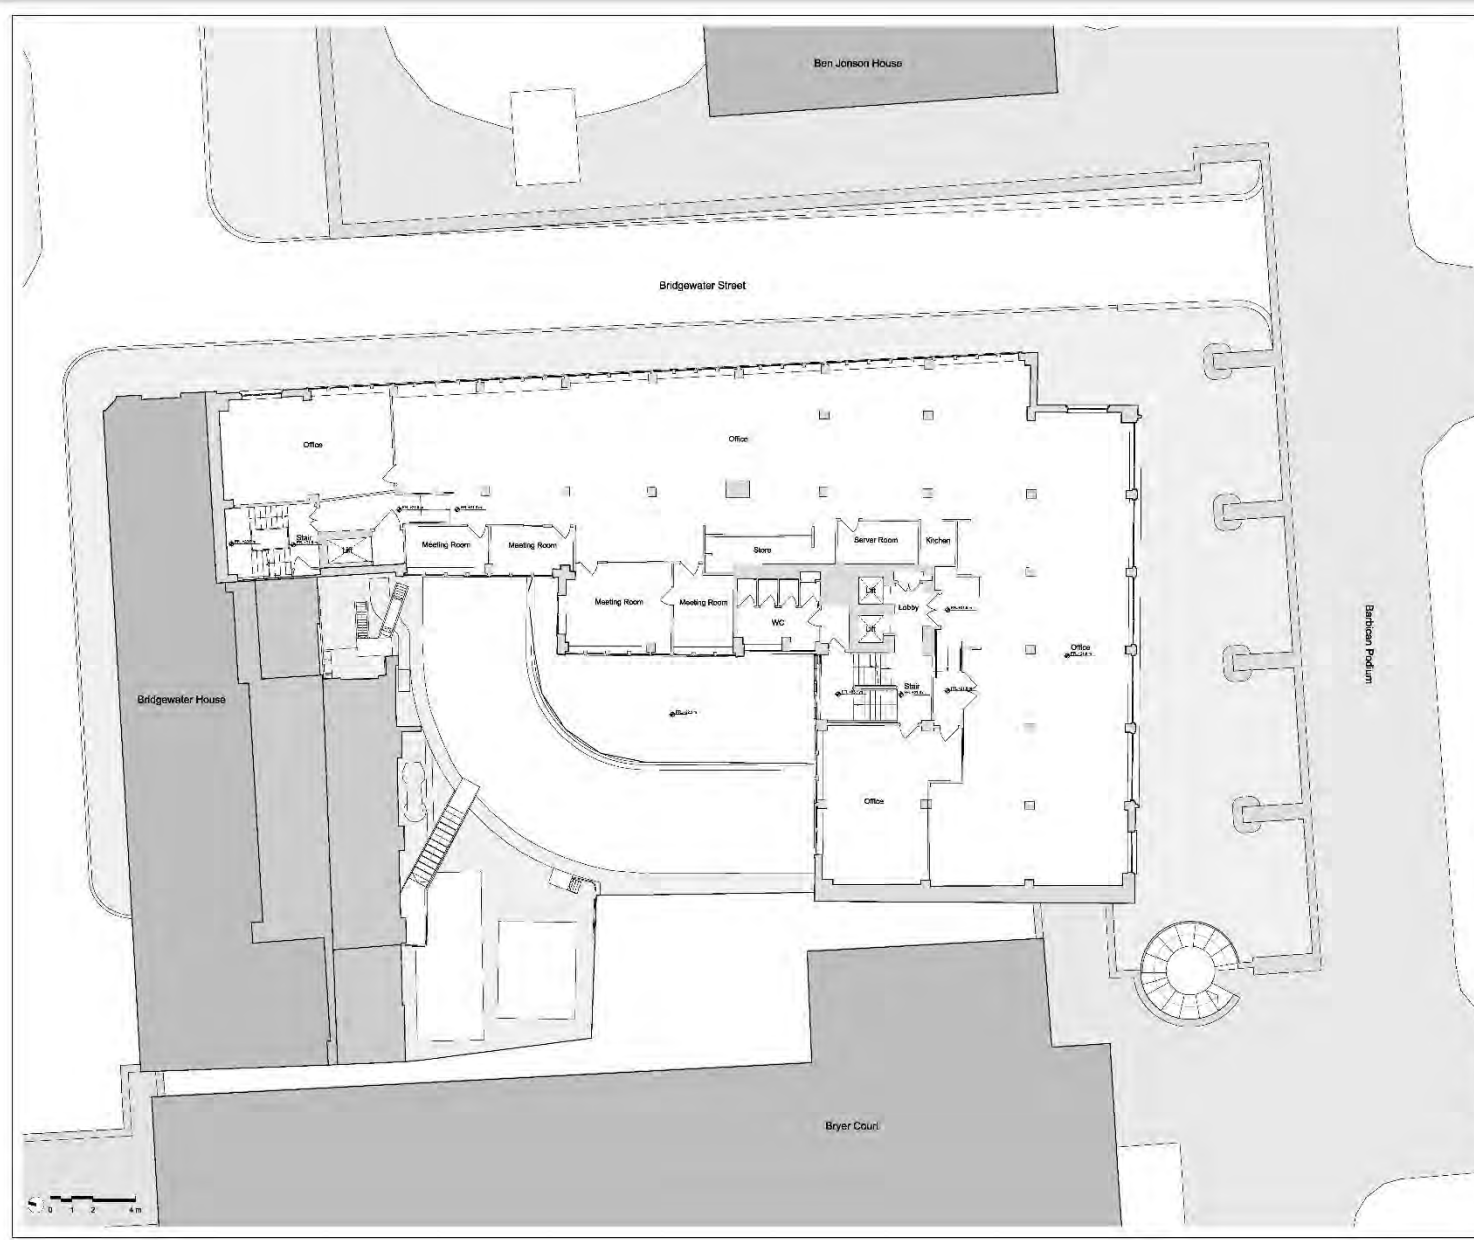 Ben Jonson House
Bridgewater Street
Office
Office
Stair
Lift
Meeting Room
Meeting Room
Store
Server Room
Kitchen
Meeting Room
Meeting Room
WC
Lift
Lift
Lobby
Office
Stair
Office
Bridgewater House
Barbican Podium
Bryer Court
0 1 2 4 m